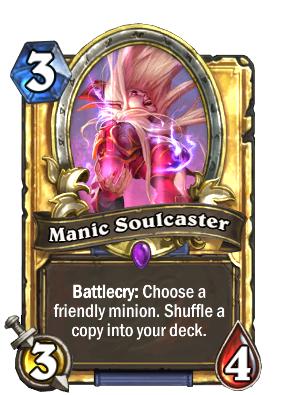 3
Manic Soulcaster
Battlecry: Choose a
friendly minion. Shuffle a
copy into your deck.
3 4